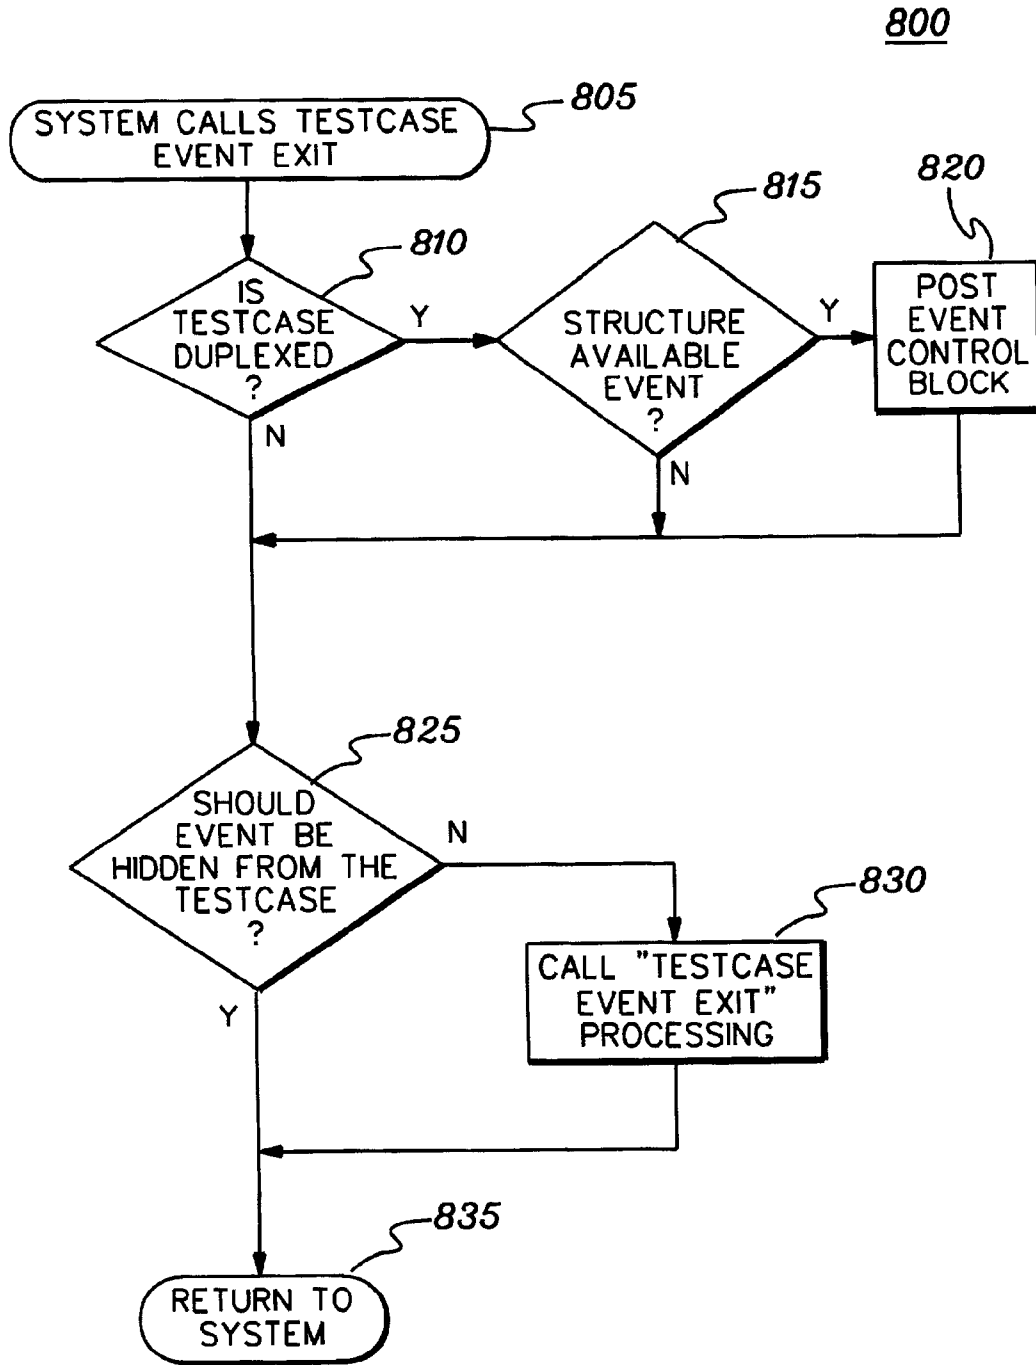 800
SYSTEM CALLS TESTCASE
EVENT EXIT
805
810
IS
TESTCASE
DUPLEXED
?
Y
N
815
STRUCTURE
AVAILABLE
EVENT
?
Y
N
820
POST
EVENT
CONTROL
BLOCK
825
SHOULD
EVENT BE
HIDDEN FROM THE
TESTCASE
?
N
Y
830
CALL "TESTCASE
EVENT EXIT"
PROCESSING
835
RETURN TO
SYSTEM